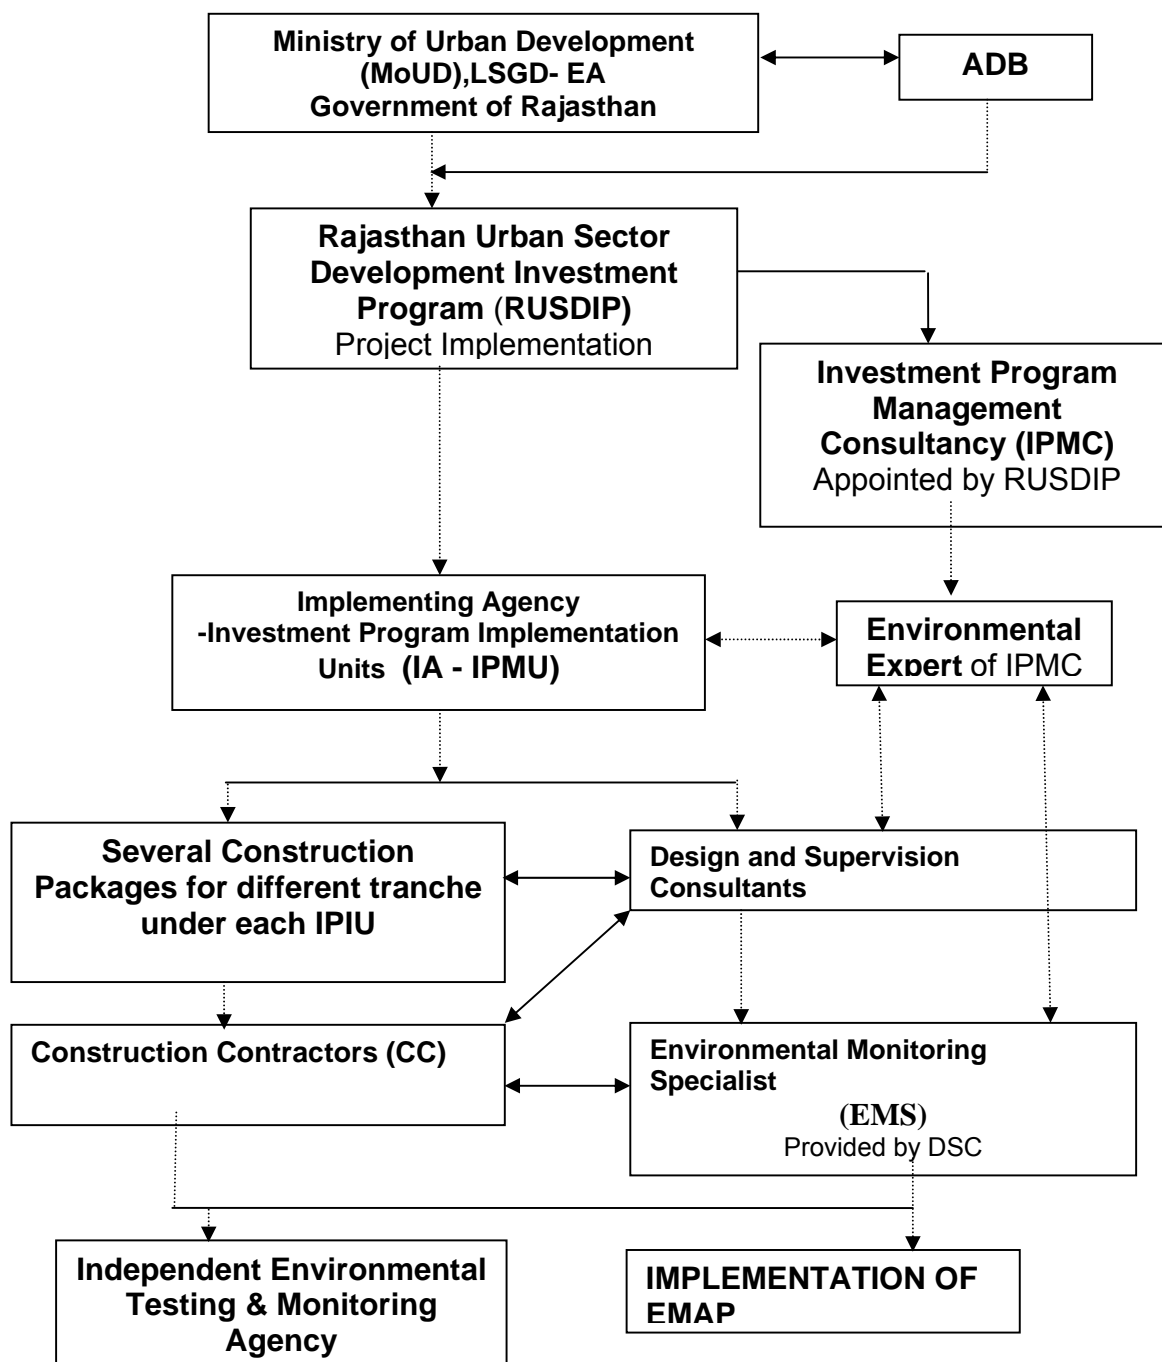 Ministry of Urban Development
(MoUD),LSGD- EA
Government of Rajasthan
ADB
Rajasthan Urban Sector
Development Investment
Program (RUSDIP)
Project Implementation
Investment Program
Management
Consultancy (IPMC)
Appointed by RUSDIP
Implementing Agency
-Investment Program Implementation
Units (IA - IPMU)
Environmental
Expert of IPMC
Several Construction
Packages for different tranche
under each IPIU
Design and Supervision
Consultants
Construction Contractors (CC)
Environmental Monitoring
Specialist
(EMS)
Provided by DSC
Independent Environmental
Testing & Monitoring
Agency
IMPLEMENTATION OF
EMAP